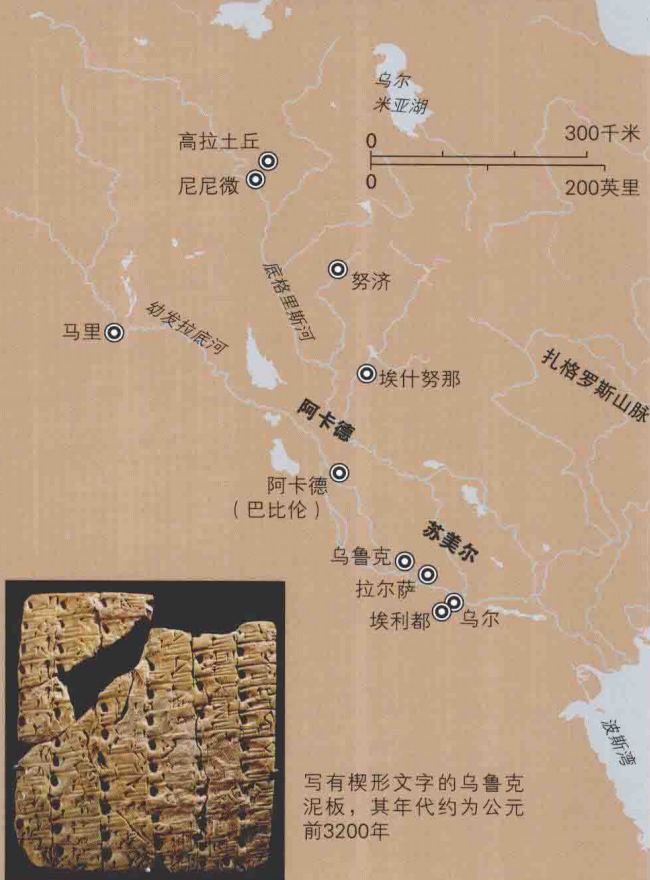 乌尔
米亚湖
0
300千米
0
200英里
高拉土丘
尼尼微
底格里斯河
努济
幼发拉底河
马里
埃什努那
扎格罗斯山脉
阿卡德
阿卡德
（巴比伦）
苏美尔
乌鲁克
拉尔萨
埃利都
乌尔
波斯湾
写有楔形文字的乌鲁克
泥板，其年代约为公元
前3200年